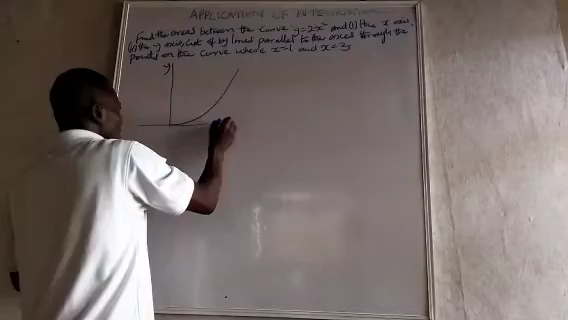 APPLICATION OF INTEGRATION
Find the areas between the curve y=2x² and (i) the x axis,
(ii) the y axis, cut off by lines parallel to the axes through the
points on the curve where x=1 and x=3
y